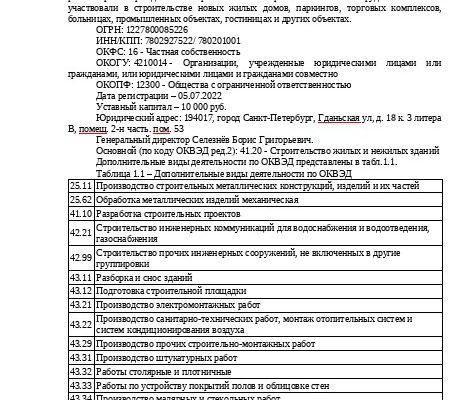 участвовали в строительстве новых жилых домов, паркингов, торговых комплексов,
больницах, промышленных объектах, гостиницах и других объектах.
ОГРН: 1227800085226
ИНН/КПП: 7802927522/ 780201001
ОКФС: 16 - Частная собственность
ОКОГУ: 4210014 - Организации, учрежденные юридическими лицами или
гражданами, или юридическими лицами и гражданами совместно
ОКОПФ: 12300 - Общества с ограниченной ответственностью
Дата регистрации – 05.07.2022
Уставный капитал – 10 000 руб.
Юридический адрес: 194017, город Санкт-Петербург, Гданьская ул, д. 18 к. 3 литера
В, помещ. 2-н часть. пом. 53
Генеральный директор Селезнёв Борис Григорьевич.
Основной (по коду ОКВЭД ред.2): 41.20 - Строительство жилых и нежилых зданий
Дополнительные виды деятельности по ОКВЭД представлены в табл.1.1.
Таблица 1.1 – Дополнительные виды деятельности по ОКВЭД
25.11 Производство строительных металлических конструкций, изделий и их частей
25.62 Обработка металлических изделий механическая
41.10 Разработка строительных проектов
42.21 Строительство инженерных коммуникаций для водоснабжения и водоотведения,
газоснабжения
42.99 Строительство прочих инженерных сооружений, не включенных в другие
группировки
43.11 Разборка и снос зданий
43.12 Подготовка строительной площадки
43.21 Производство электромонтажных работ
43.22 Производство санитарно-технических работ, монтаж отопительных систем и
систем кондиционирования воздуха
43.29 Производство прочих строительно-монтажных работ
43.31 Производство штукатурных работ
43.32 Работы столярные и плотничные
43.33 Работы по устройству покрытий полов и облицовке стен
43.34 Производство малярных и стекольных работ